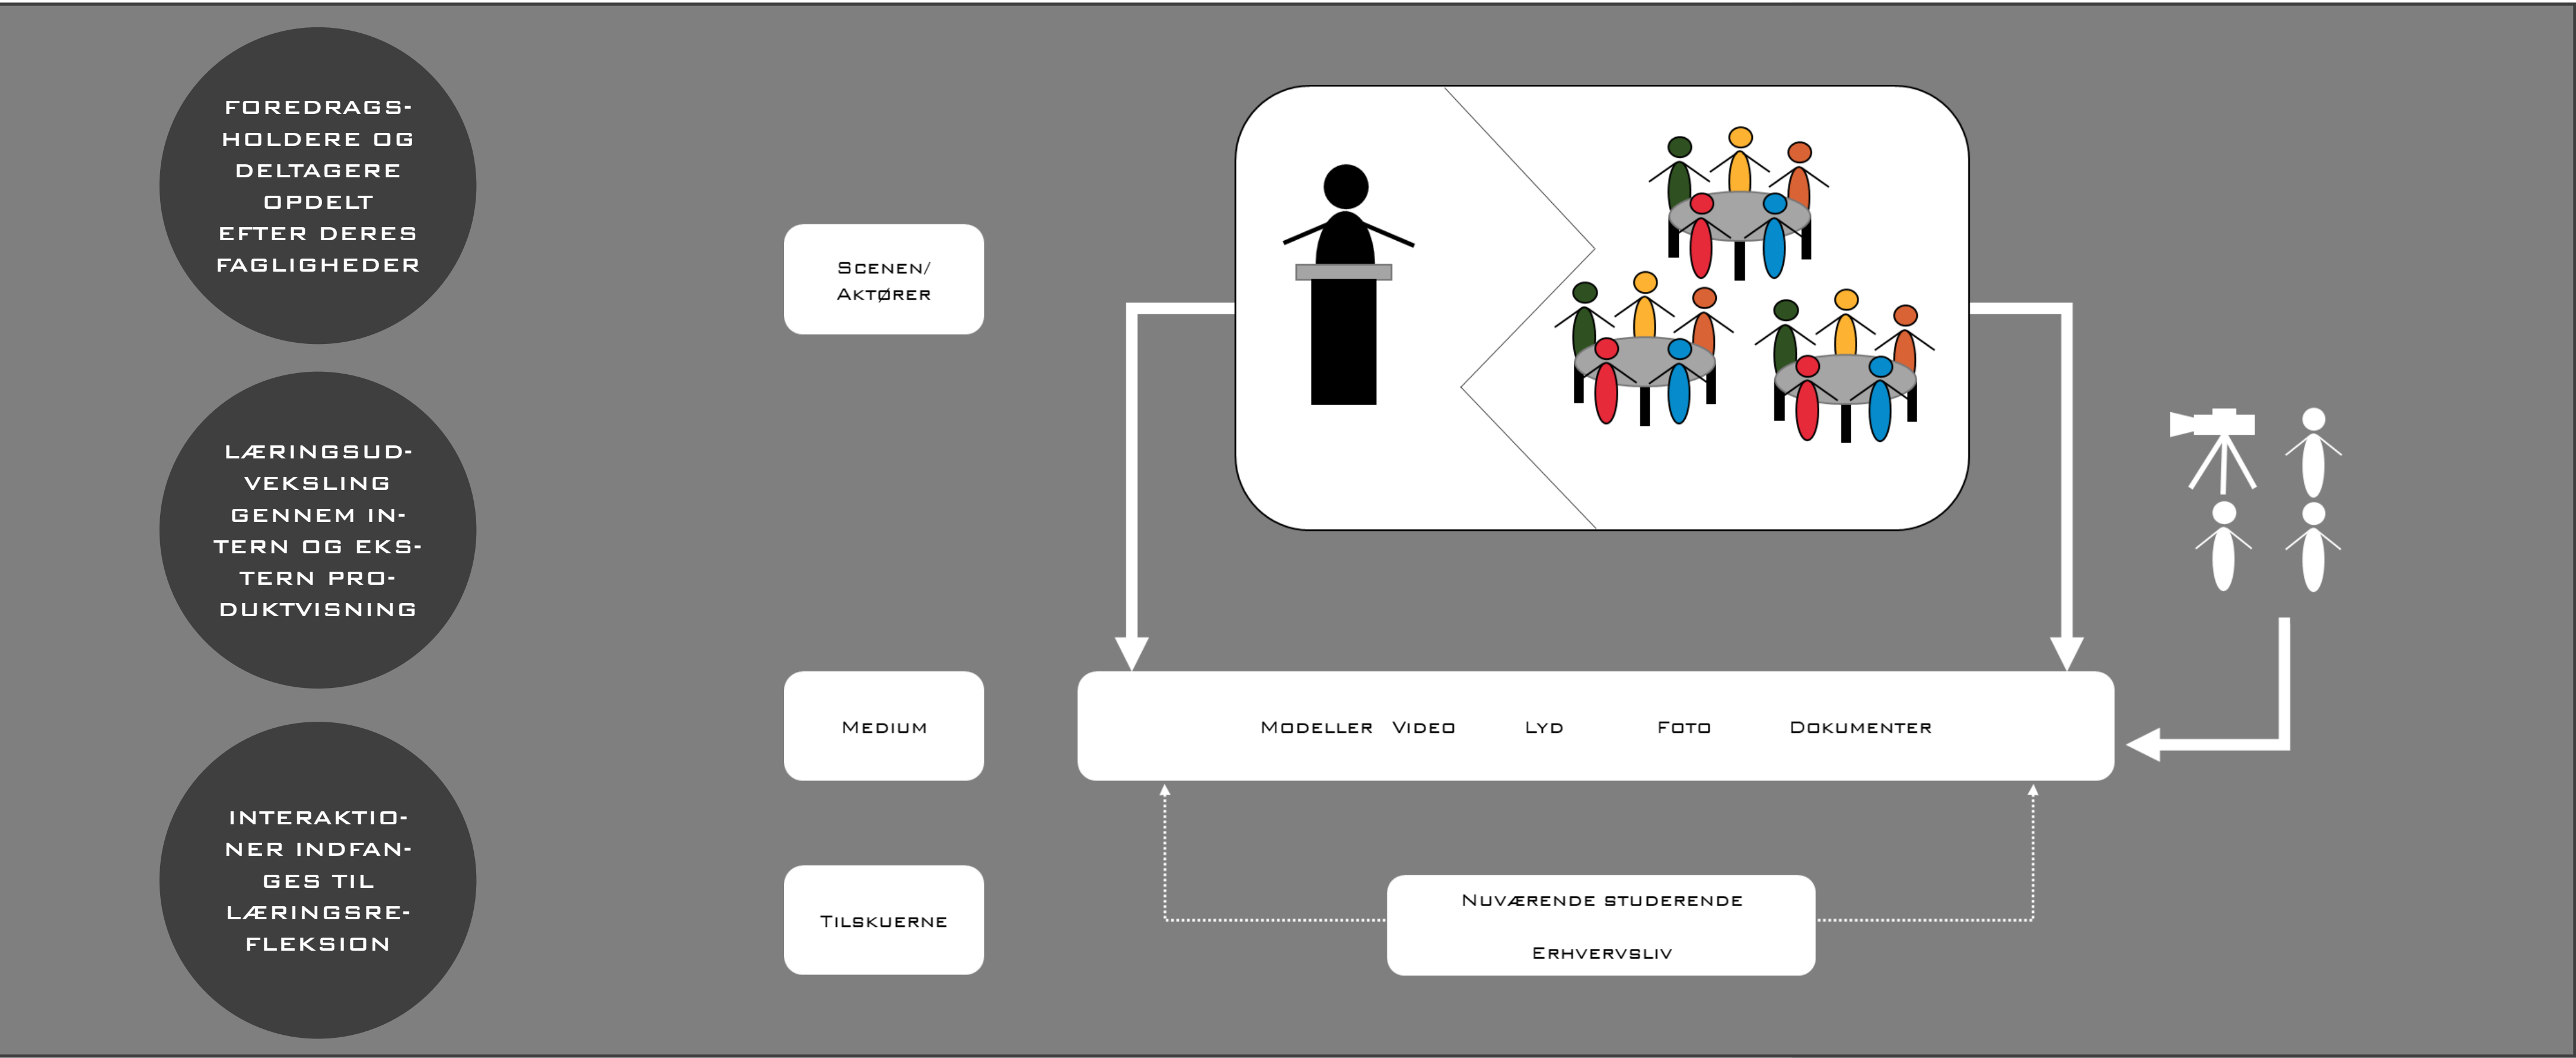 FOREDRAGS-
HOLDERE OG
DELTAGERE
OPDELT
EFTER DERES
FAGLIGHEDER
LÆRINGSUD-
VEKSLING
GENNEM IN-
TERN OG EKS-
TERN PRO-
DUKTVISNING
INTERAKTIO-
NER INDFAN-
GES TIL
LÆRINGSRE-
FLEKSION
SCENEN/
AKTØRER
MEDIUM
TILSKUERNE
MODELLER VIDEO LYD FOTO DOKUMENTER
NUVÆRENDE STUDERENDE
ERHVERVSLIV